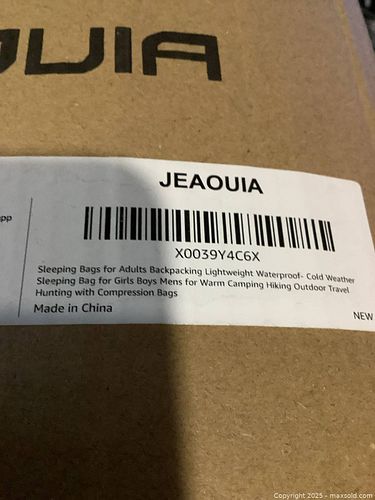 UIA
JEAOUIA
X0039Y4C6X
Sleeping Bags for Adults Backpacking Lightweight Waterproof- Cold Weather
Sleeping Bag for Girls Boys Mens for Warm Camping Hiking Outdoor Travel
Hunting with Compression Bags
Made in China
NEW
Copyright 2025 - maxsold.com